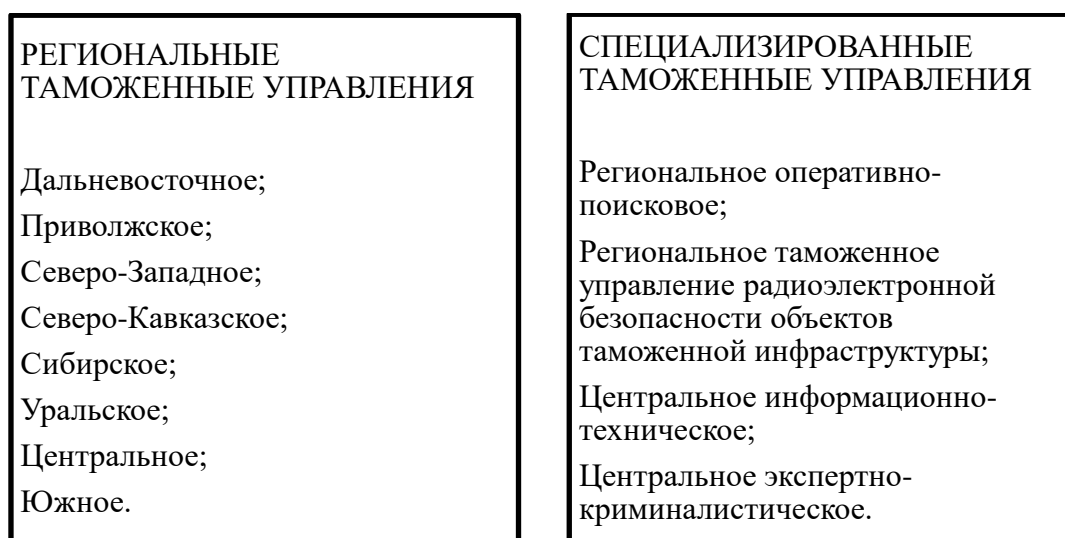 РЕГИОНАЛЬНЫЕ
ТАМОЖЕННЫЕ УПРАВЛЕНИЯ
Дальневосточное;
Приволжское;
Северо-Западное;
Северо-Кавказское;
Сибирское;
Уральское;
Центральное;
Южное.
СПЕЦИАЛИЗИРОВАННЫЕ
ТАМОЖЕННЫЕ УПРАВЛЕНИЯ
Региональное оперативно-
поисковое;
Региональное таможенное
управление радиоэлектронной
безопасности объектов
таможенной инфраструктуры;
Центральное информационно-
техническое;
Центральное экспертно-
криминалистическое.